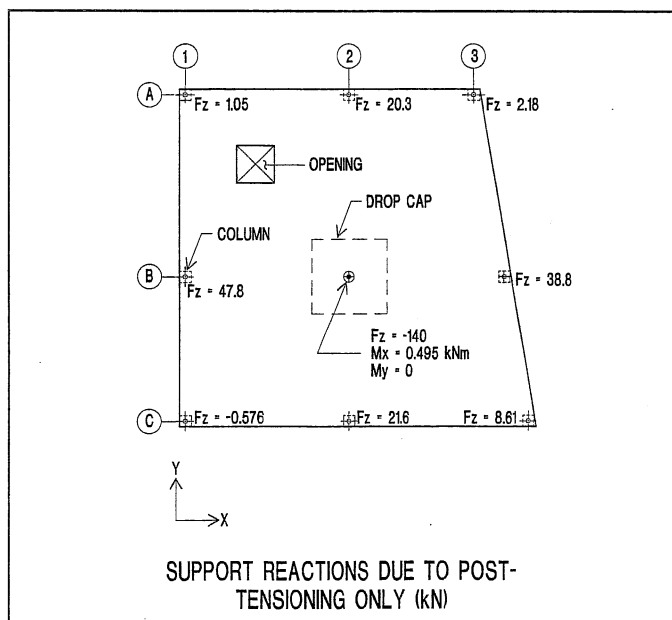 1
2
3
A
Fz = 1.05
Fz = 20.3
Fz = 2.18
OPENING
DROP CAP
COLUMN
B
Fz = 47.8
Fz = 38.8
Fz = -140
Mx = 0.495 kNm
My = 0
C
Fz = -0.576
Fz = 21.6
Fz = 8.61
Y
X
SUPPORT REACTIONS DUE TO POST-
TENSIONING ONLY (kN)